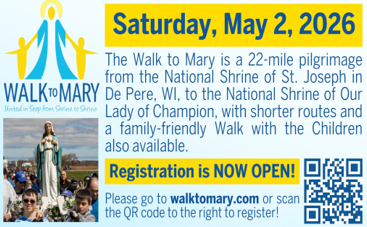 Saturday, May 2, 2026
WALK TO MARY
United in Step from Shrine to Shrine
The Walk to Mary is a 22-mile pilgrimage
from the National Shrine of St. Joseph in
De Pere, WI, to the National Shrine of Our
Lady of Champion, with shorter routes and
a family-friendly Walk with the Children
also available.
Registration is NOW OPEN!
Please go to walktomary.com or scan
the QR code to the right to register!